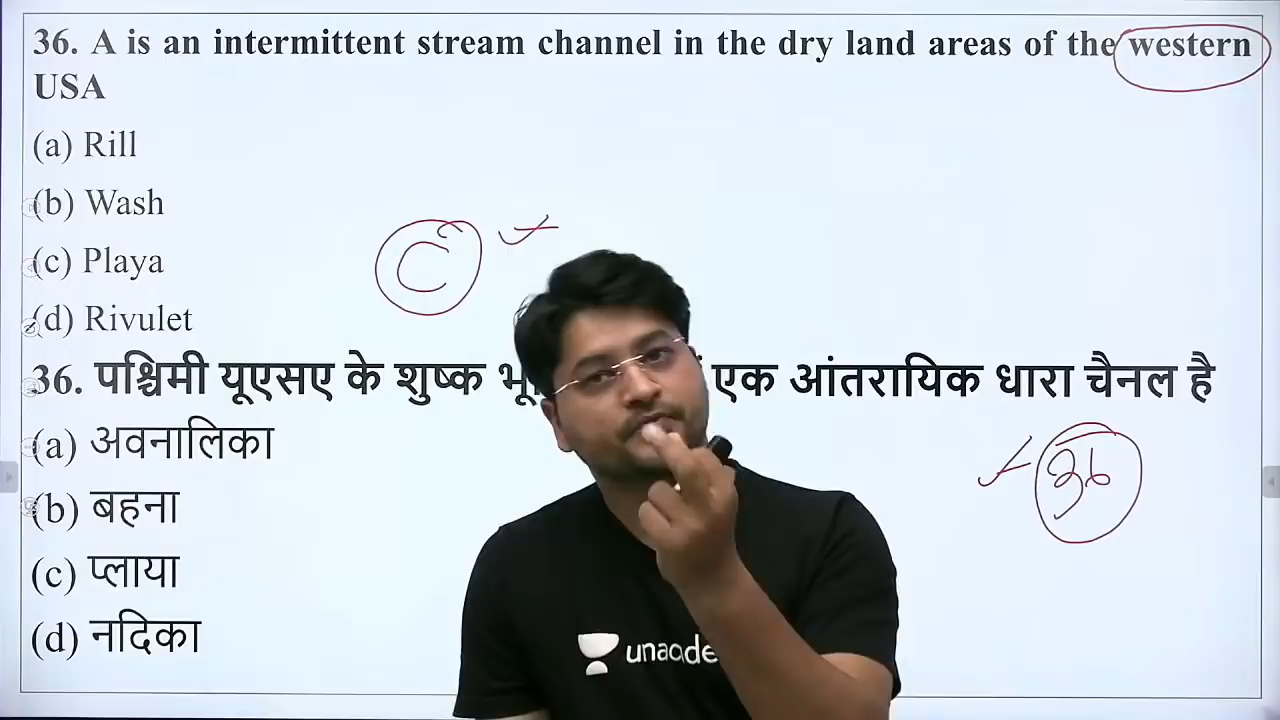 36. A is an intermittent stream channel in the dry land areas of the western
USA
(a) Rill
(b) Wash
(c) Playa
(d) Rivulet
C
36. पश्चिमी यूएसए के शुष्क एक आंतरायिक धारा चैनल है
(a) अवनालिका
(b) बहना
(c) प्लाया
(d) नदिका
36